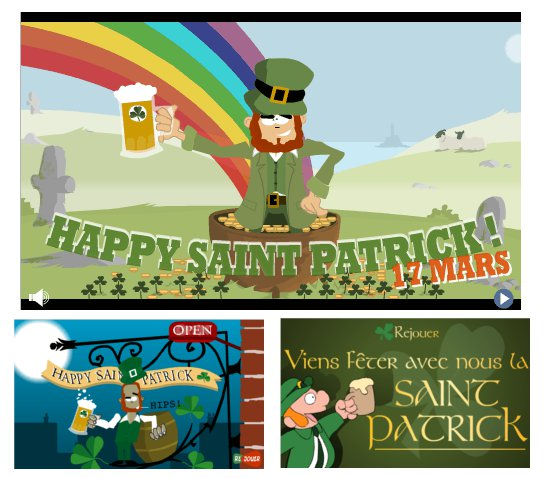 HAPPY SAINT PATRICK!
17 MARS
OPEN
HAPPY SAINT PATRICK
HIPS!
REJOUER
REJOUER
VIENS FÊTER AVEC NOUS LA
SAINT
PATRICK